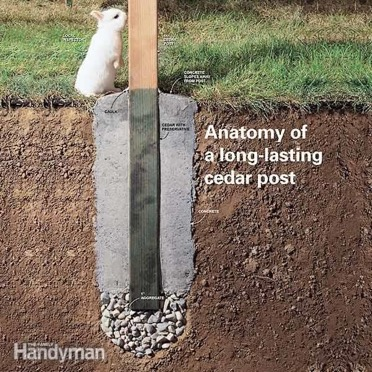 CONCRETE
SLOPES AWAY
FROM POST
CAULK
CEDAR WITH
PRESERVATIVE
Anatomy of
a long-lasting
cedar post
CONCRETE
AGGREGATE
THE FAMILY
Handyman